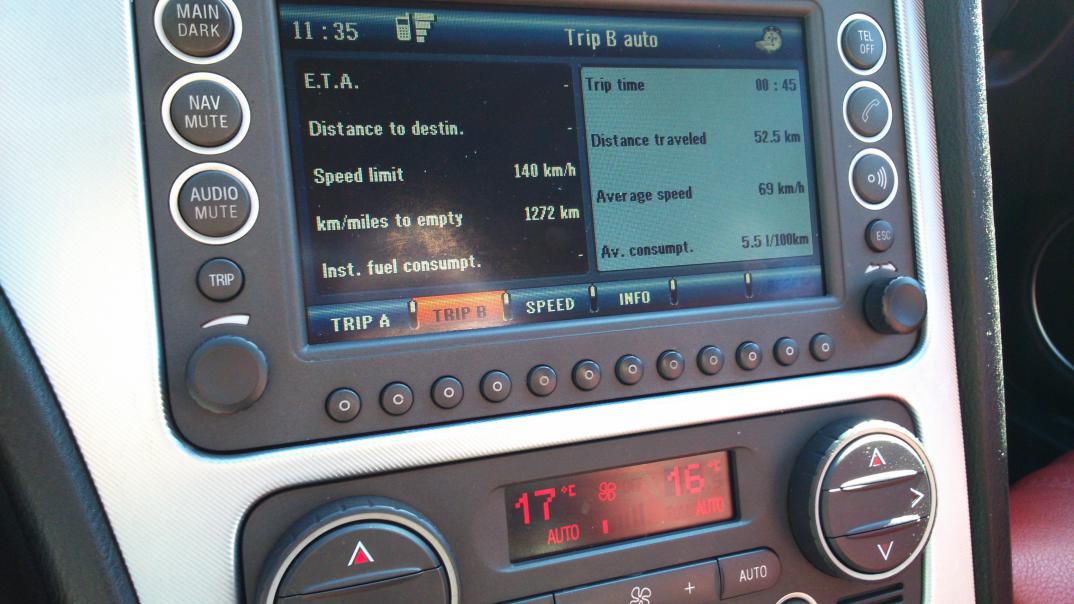 MAIN
DARK
NAV
MUTE
AUDIO
MUTE
TRIP
11:35
Trip B auto
E.T.A. -
Distance to destin. -
Speed limit 140 km/h
km/miles to empty 1272 km
Inst. fuel consumpt. -
Trip time 00:45
Distance traveled 52.5 km
Average speed 69 km/h
Av. consumpt. 5.5 l/100km
TRIP A TRIP B SPEED INFO
TEL
OFF
ESC
17 °C 16 °C
AUTO AUTO
+ AUTO